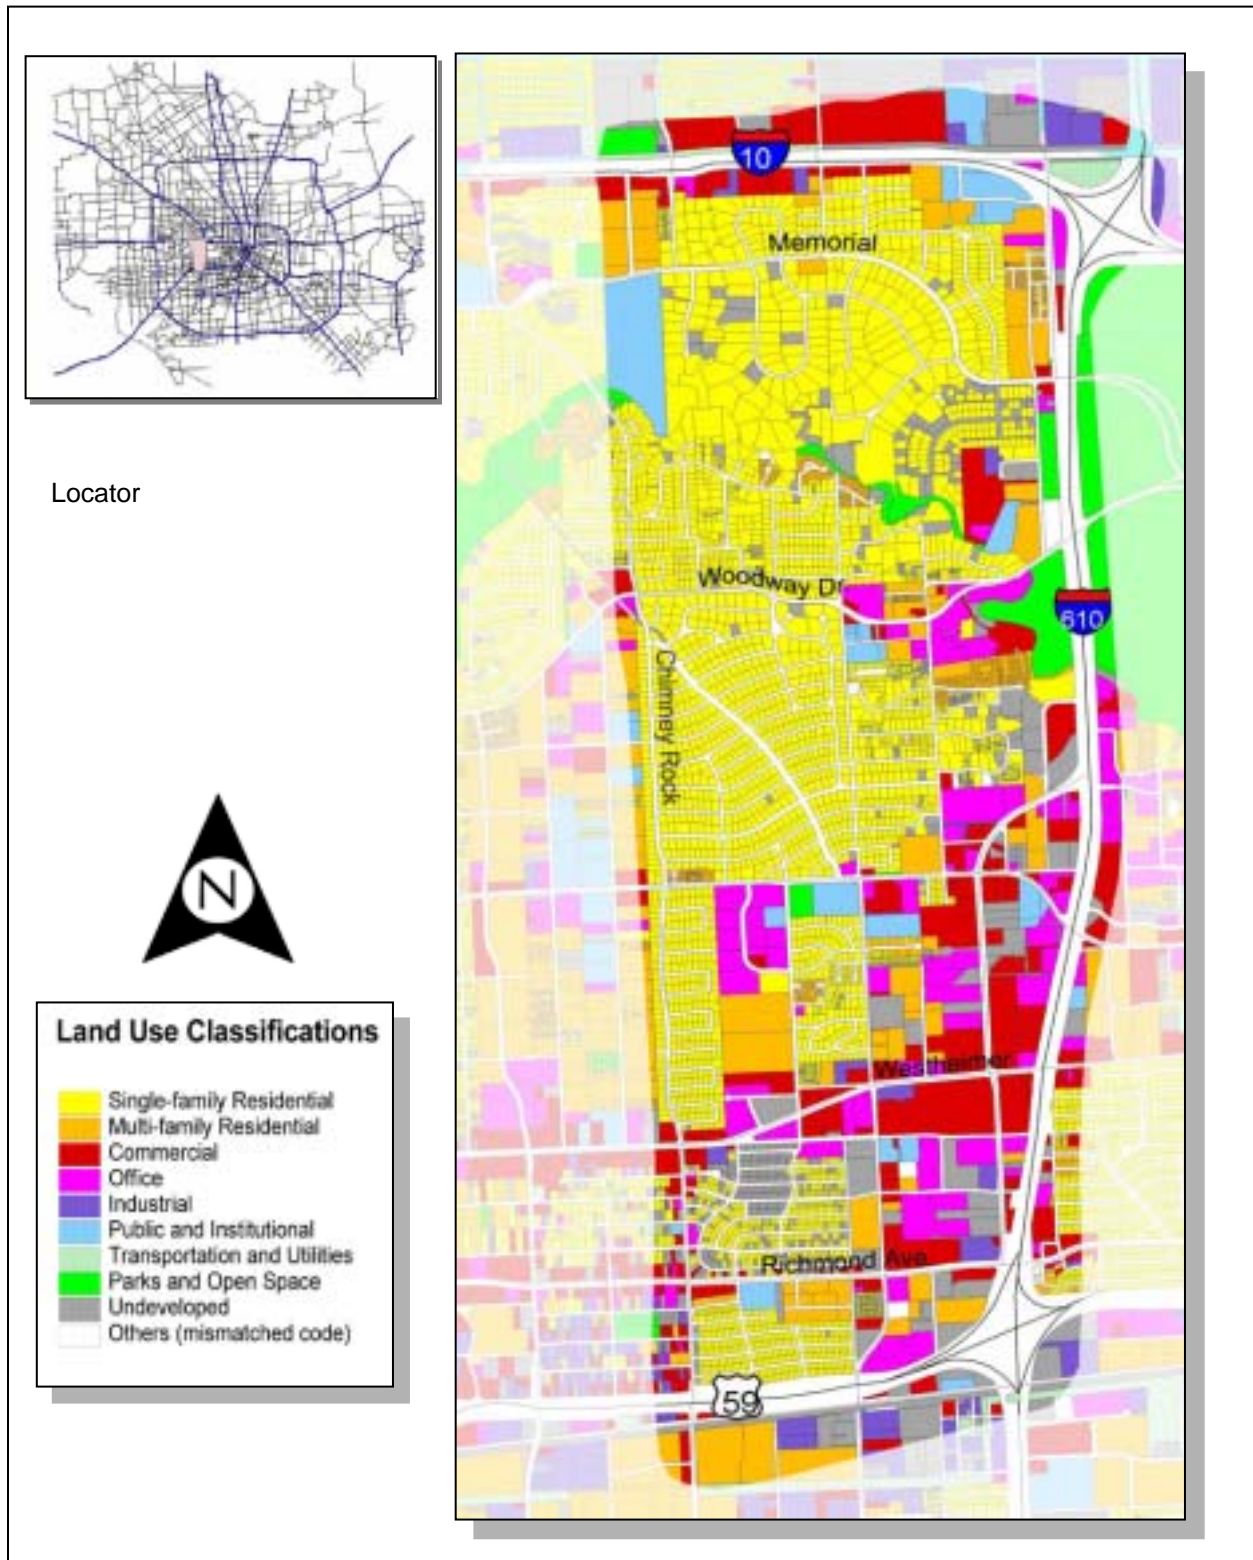 Locator
N
Land Use Classifications
Single-family Residential
Multi-family Residential
Commercial
Office
Industrial
Public and Institutional
Transportation and Utilities
Parks and Open Space
Undeveloped
Others (mismatched code)
10
Memorial
Woodway Dr
610
Chimney Rock
Westheimer
Richmond Ave.
59